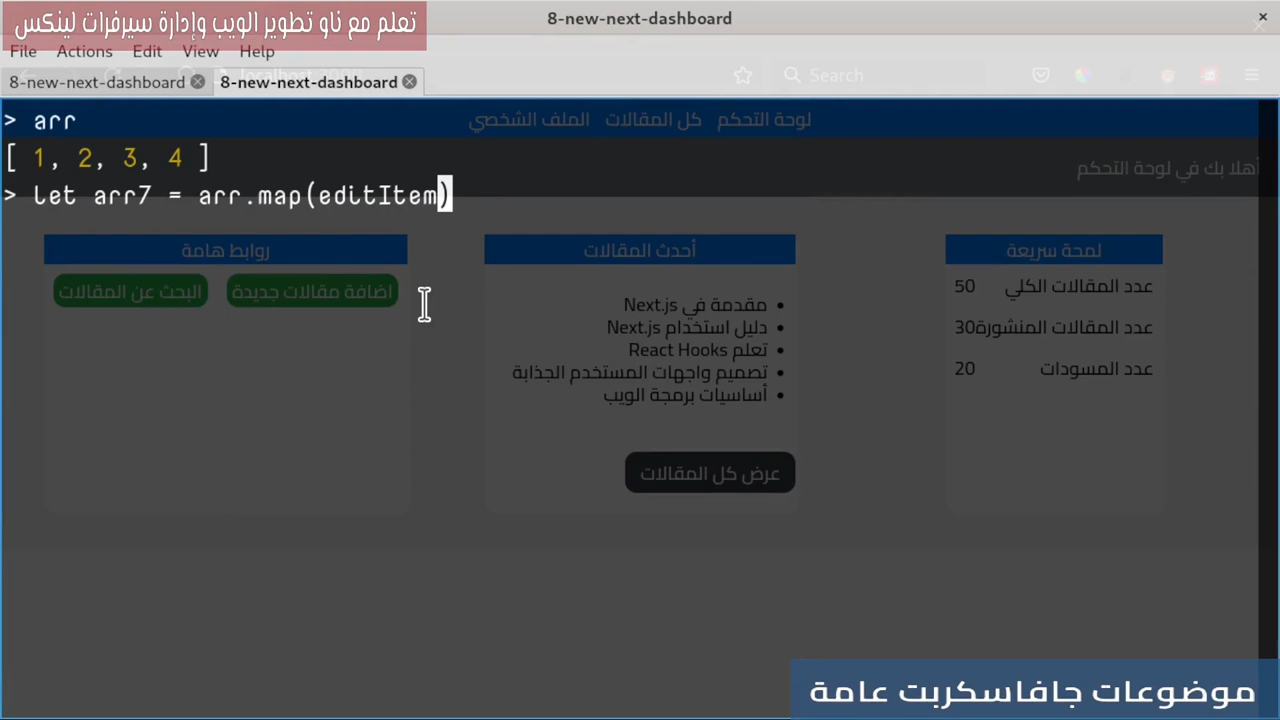 تعلم مع ناو تطوير الويب وإدارة سيرفرات لينكس
8-new-next-dashboard
File Actions Edit View Help
8-new-next-dashboard 8-new-next-dashboard
Search
> arr
لوحة التحكم كل المقالات الملف الشخصي
[ 1, 2, 3, 4 ]
أهلا بك في لوحة التحكم
> let arr7 = arr.map(editItem)
لمحة سريعة
عدد المقالات الكلي 50
عدد المقالات المنشورة30
عدد المسودات 20
أحدث المقالات
مقدمة في Next.js
دليل استخدام Next.js
تعلم React Hooks
تصميم واجهات المستخدم الجذابة
أساسيات برمجة الويب
عرض كل المقالات
روابط هامة
اضافة مقالات جديدة البحث عن المقالات
موضوعات جافاسكربت عامة